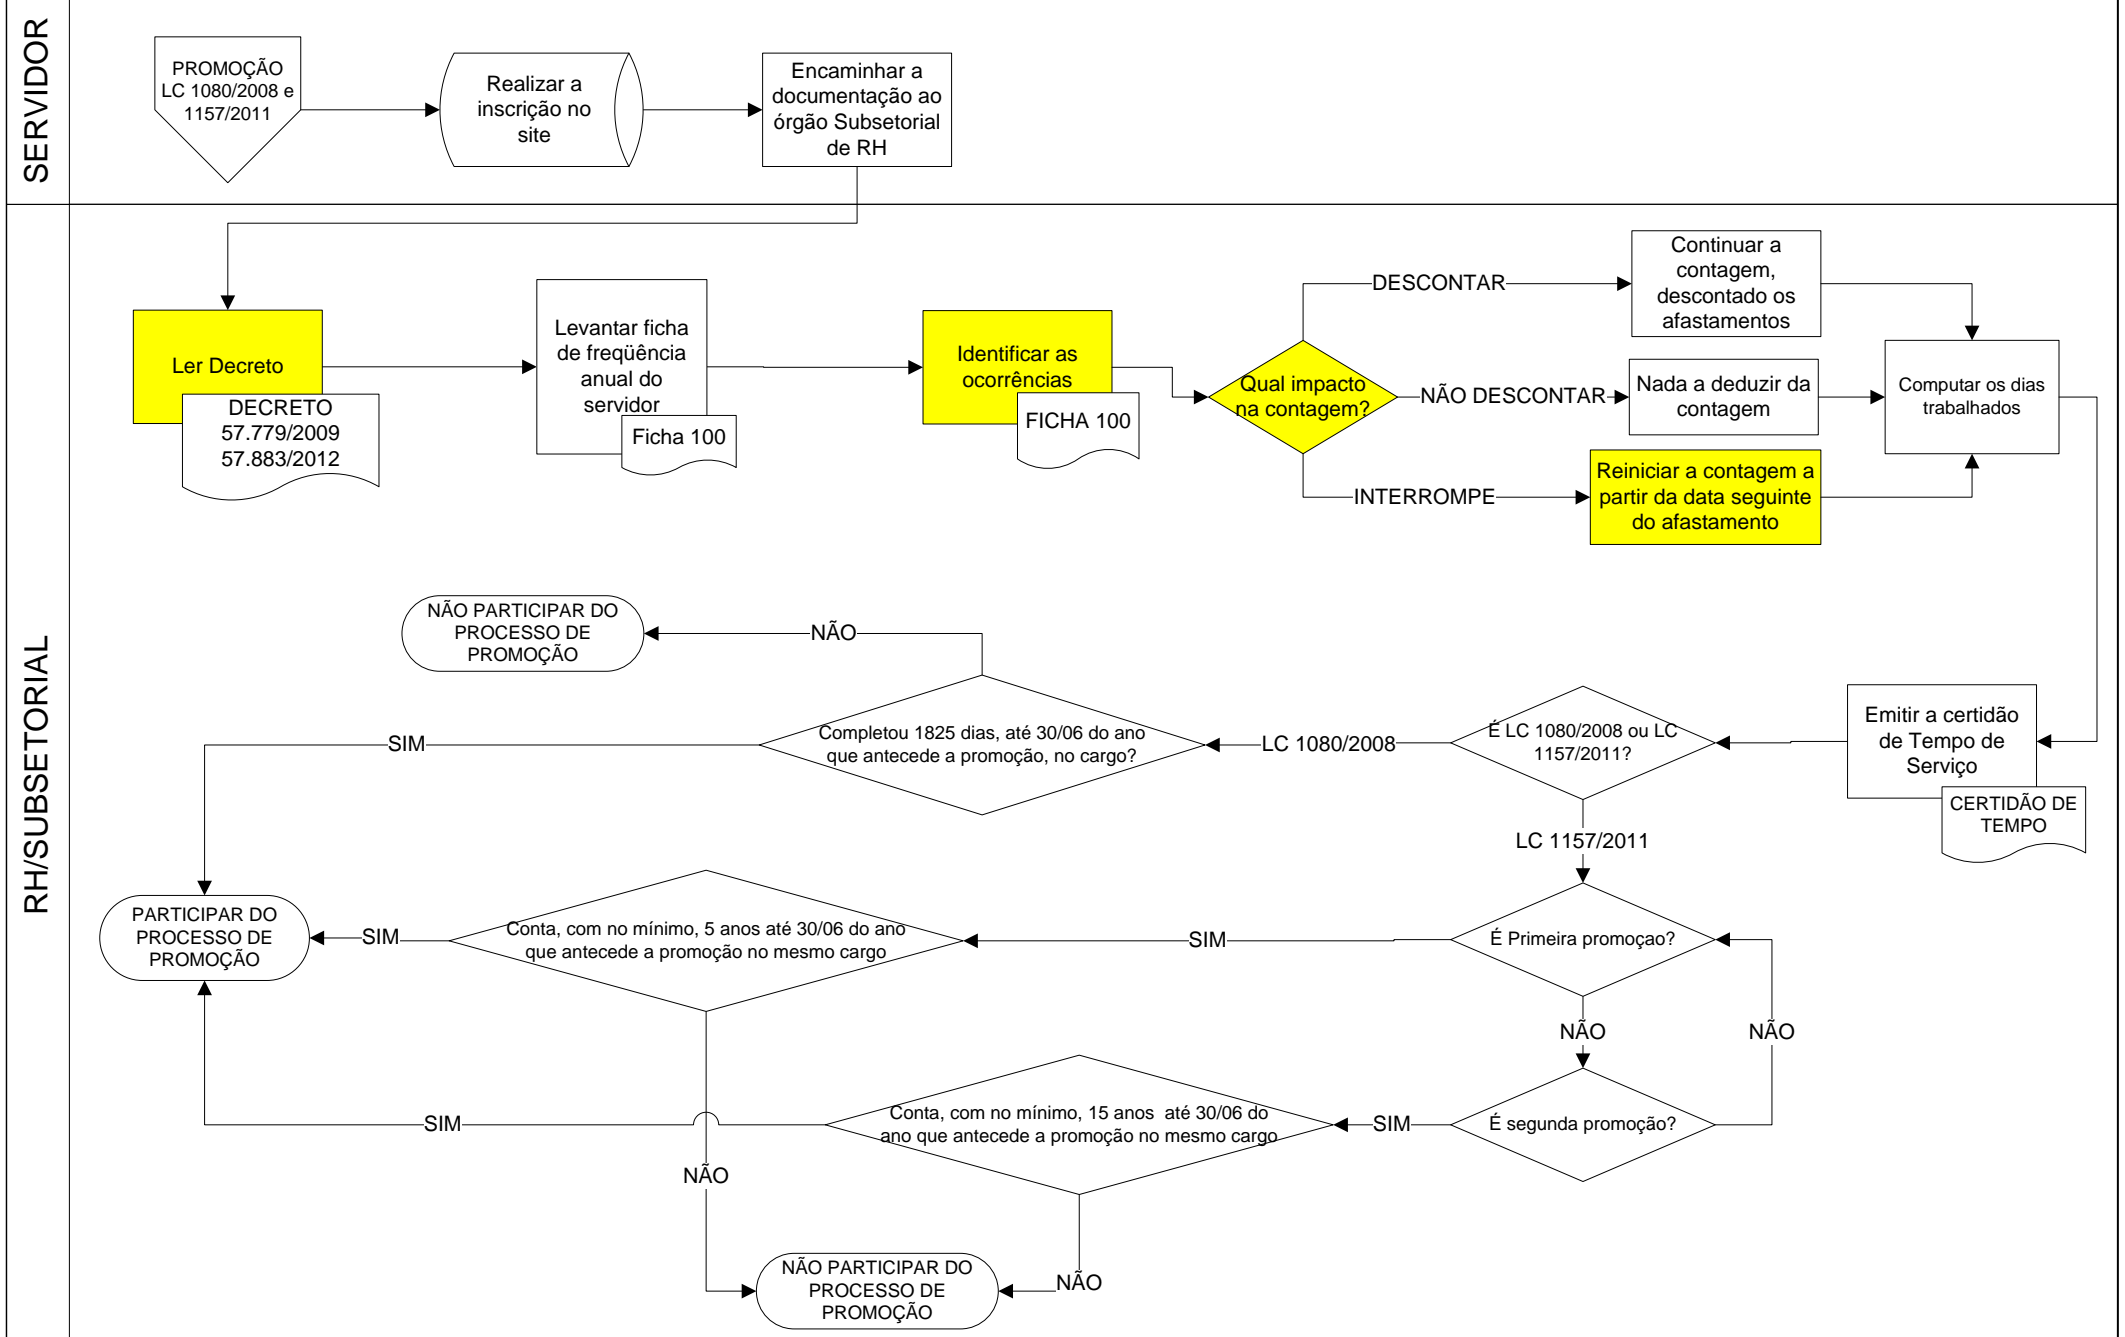 SERVIDOR
PROMOÇÃO
LC 1080/2008 e
1157/2011
Realizar a
inscrição no
site
Encaminhar a
documentação ao
órgão Subsetorial
de RH
RH/SUBSETORIAL
Ler Decreto
DECRETO
57.779/2009
57.883/2012
Levantar ficha
de freqüência
anual do
servidor
Ficha 100
Identificar as
ocorrências
FICHA 100
Qual impacto
na contagem?
DESCONTAR
Continuar a
contagem,
descontado os
afastamentos
NÃO DESCONTAR
Nada a deduzir da
contagem
INTERROMPE
Reiniciar a contagem a
partir da data seguinte
do afastamento
Computar os dias
trabalhados
Emitir a certidão
de Tempo de
Serviço
CERTIDÃO DE
TEMPO
É LC 1080/2008 ou LC
1157/2011?
LC 1080/2008
Completou 1825 dias, até 30/06 do ano
que antecede a promoção, no cargo?
NÃO
NÃO PARTICIPAR DO
PROCESSO DE
PROMOÇÃO
SIM
LC 1157/2011
É Primeira promoçao?
SIM
Conta, com no mínimo, 5 anos até 30/06 do ano
que antecede a promoção no mesmo cargo
SIM
PARTICIPAR DO
PROCESSO DE
PROMOÇÃO
NÃO
NÃO
É segunda promoção?
SIM
Conta, com no mínimo, 15 anos  até 30/06 do
ano que antecede a promoção no mesmo cargo
SIM
NÃO
NÃO
NÃO PARTICIPAR DO
PROCESSO DE
PROMOÇÃO